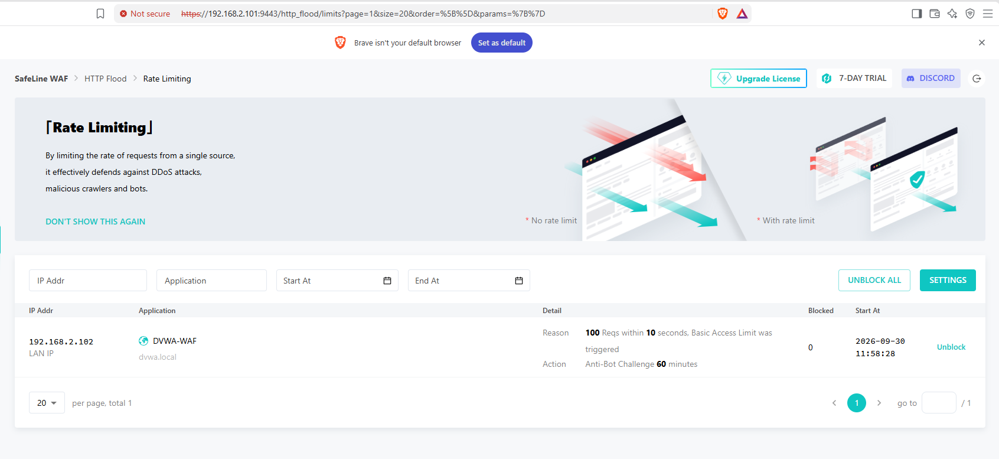 Not secure https://192.168.2.101:9443/http_flood/limits?page=1&size=20&order=%5B%5D&params=%7B%7D
Brave isn't your default browser Set as default
SafeLine WAF HTTP Flood Rate Limiting Upgrade License 7-DAY TRIAL DISCORD
「Rate Limiting」
By limiting the rate of requests from a single source,
it effectively defends against DDoS attacks,
malicious crawlers and bots.
DON'T SHOW THIS AGAIN
* No rate limit * With rate limit
IP Addr Application Start At End At UNBLOCK ALL SETTINGS
IP Addr Application Detail Blocked Start At
192.168.2.102
LAN IP
DVWA-WAF
dvwa.local
Reason 100 Reqs within 10 seconds, Basic Access Limit was
triggered
Action Anti-Bot Challenge 60 minutes
0
2026-09-30
11:58:28
Unblock
20 per page, total 1 1 go to / 1